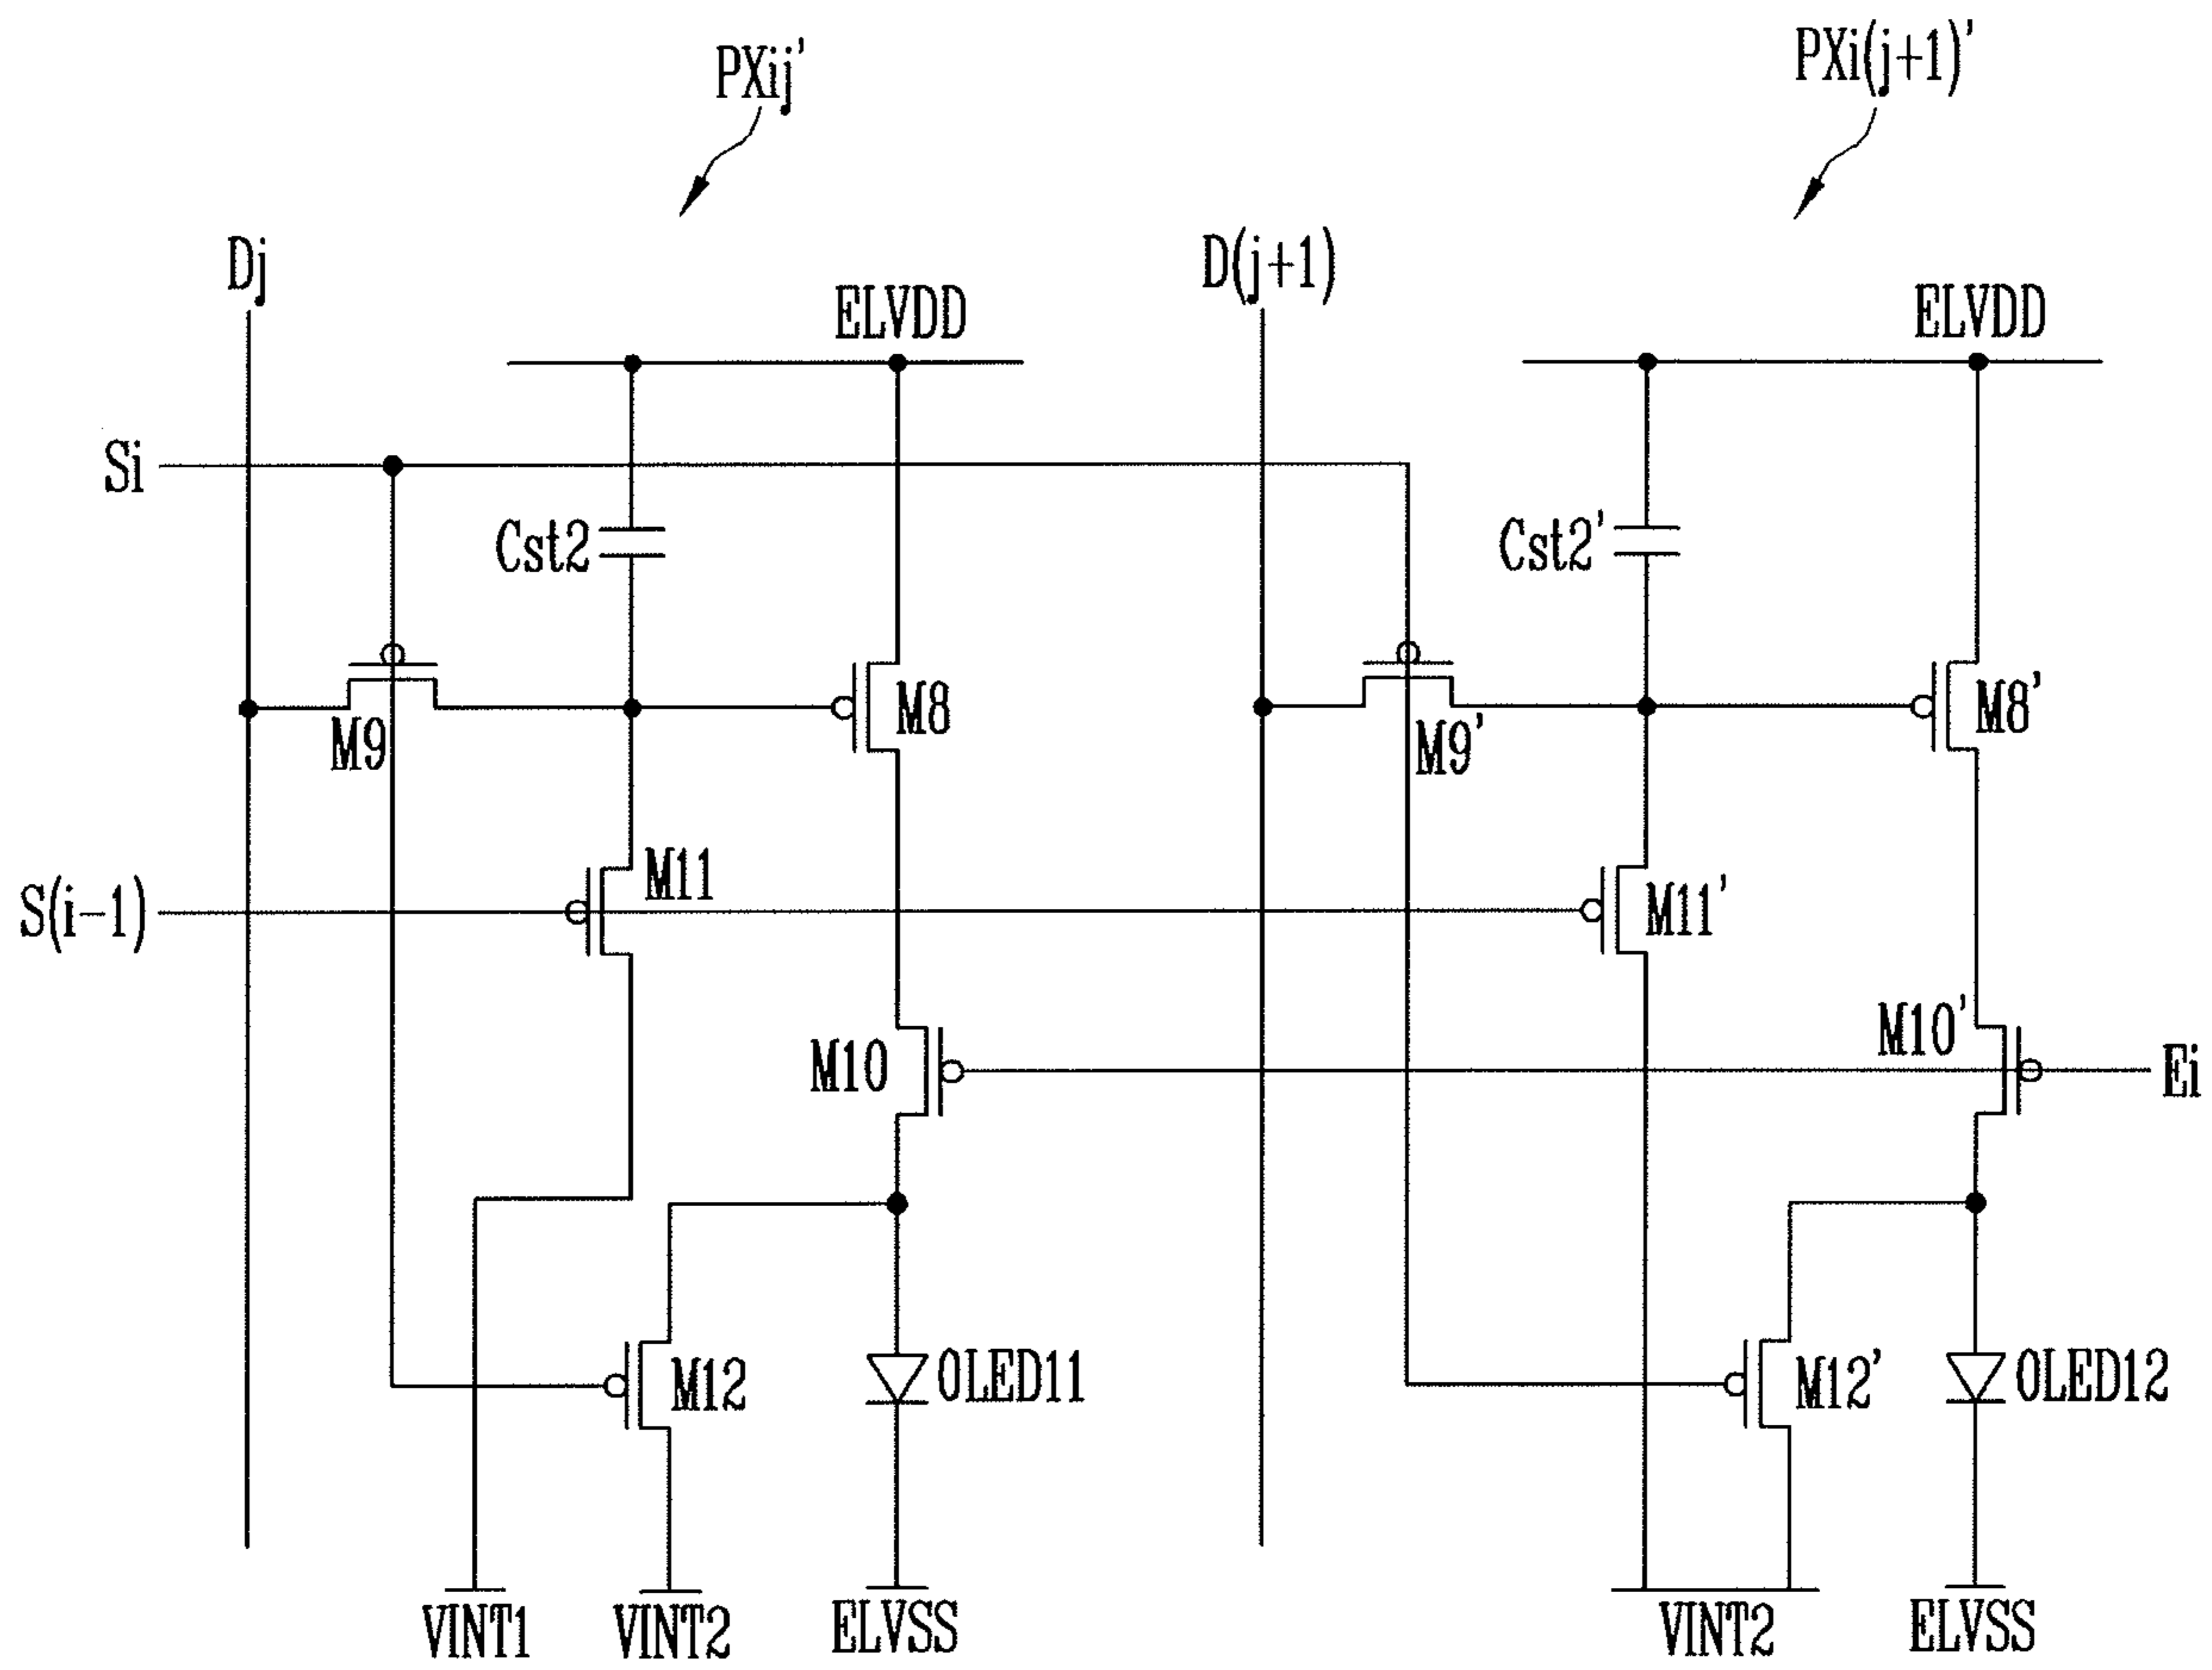 PXij'
PXi(j+1)'
Dj
D(j+1)
ELVDD
ELVDD
Si
Cst2
Cst2'
M9
M8
M9'
M8'
S(i-1)
M11
M11'
M10
M10'
Ei
M12
OLED11
M12'
OLED12
VINT1
VINT2
ELVSS
VINT2
ELVSS